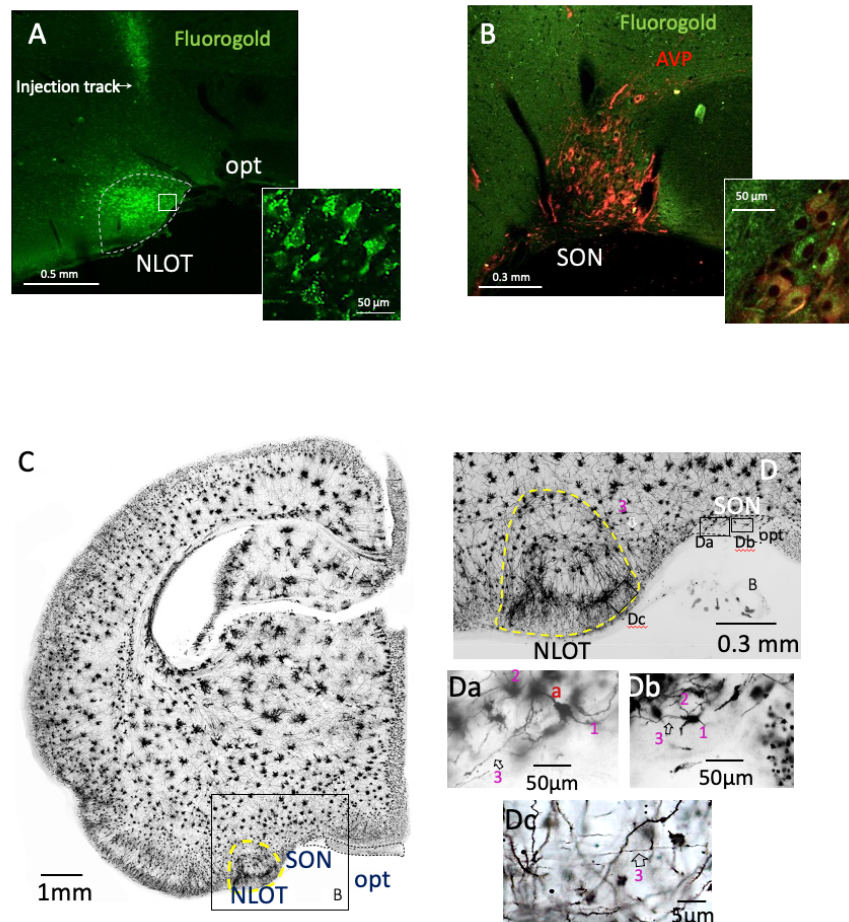 A
Fluorogold
Injection track→
opt
0.5 mm
NLOT
50 μm
B
Fluorogold
AVP
50 μm
SON
0.3 mm
C
SON
NLOT
B
opt
1mm
D
3
SON
Da
Db
opt
B
Dc
0.3 mm
NLOT
Da
2
a
1
3
50μm
Db
2
1
3
50μm
Dc
3
5μm